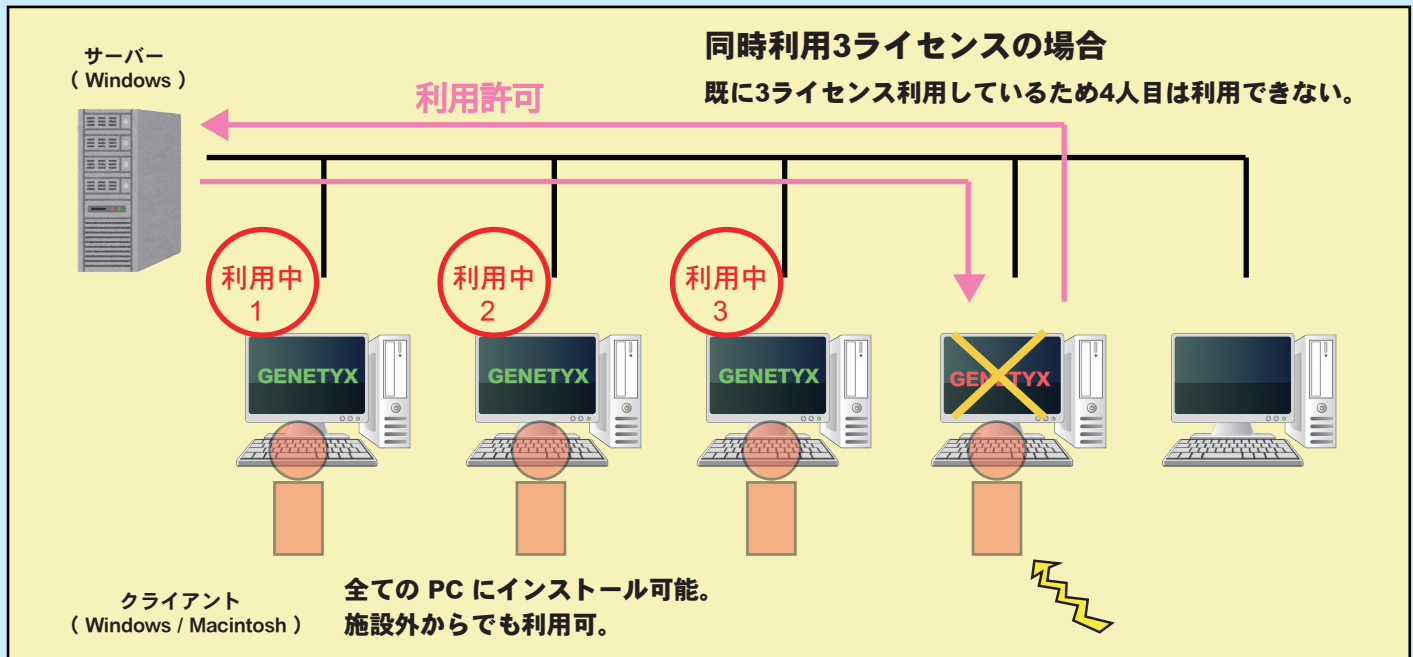 サーバー
（ Windows ）
同時利用3ライセンスの場合
既に3ライセンス利用しているため4人目は利用できない。
利用許可
利用中
1
利用中
2
利用中
3
GENETYX
GENETYX
GENETYX
GENETYX
クライアント
（ Windows / Macintosh ）
全ての PC にインストール可能。
施設外からでも利用可。